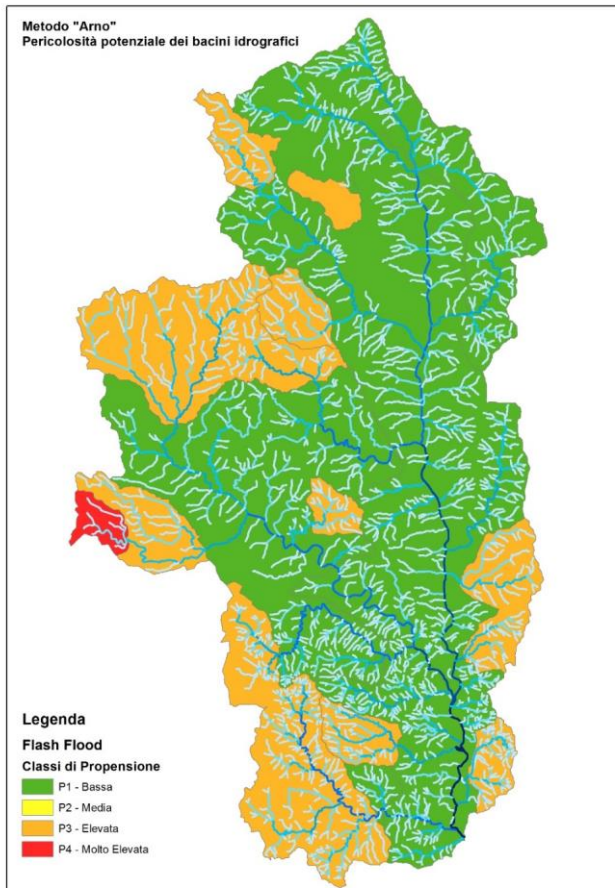 Metodo "Arno"
Pericolosità potenziale dei bacini idrografici
Legenda
Flash Flood
Classi di Propensione
P1 - Bassa
P2 - Media
P3 - Elevata
P4 - Molto Elevata